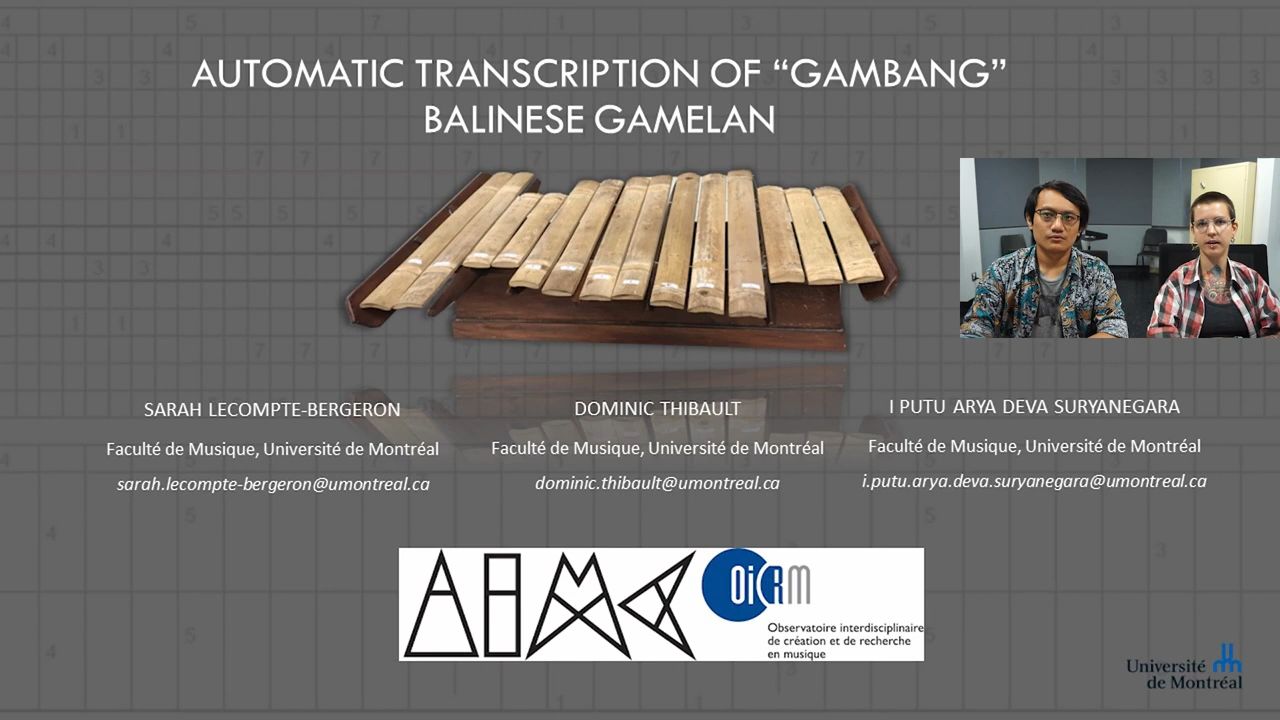 AUTOMATIC TRANSCRIPTION OF “GAMBANG”
BALINESE GAMELAN
SARAH LECOMPTE-BERGERON
Faculté de Musique, Université de Montréal
sarah.lecompte-bergeron@umontreal.ca
DOMINIC THIBAULT
Faculté de Musique, Université de Montréal
dominic.thibault@umontreal.ca
I PUTU ARYA DEVA SURYANEGARA
Faculté de Musique, Université de Montréal
i.putu.arya.deva.suryanegara@umontreal.ca
OICRM
Observatoire interdisciplinaire
de création et de recherche
en musique
Université
de Montréal